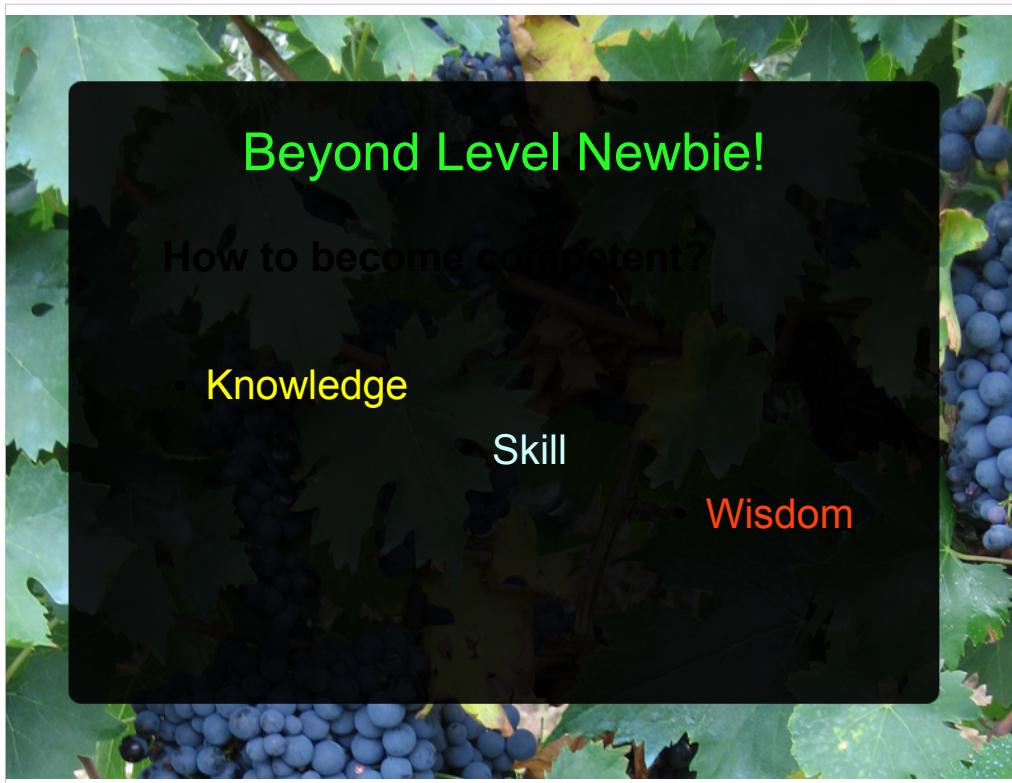 Beyond Level Newbie!
How to become competent?
Knowledge
Skill
Wisdom